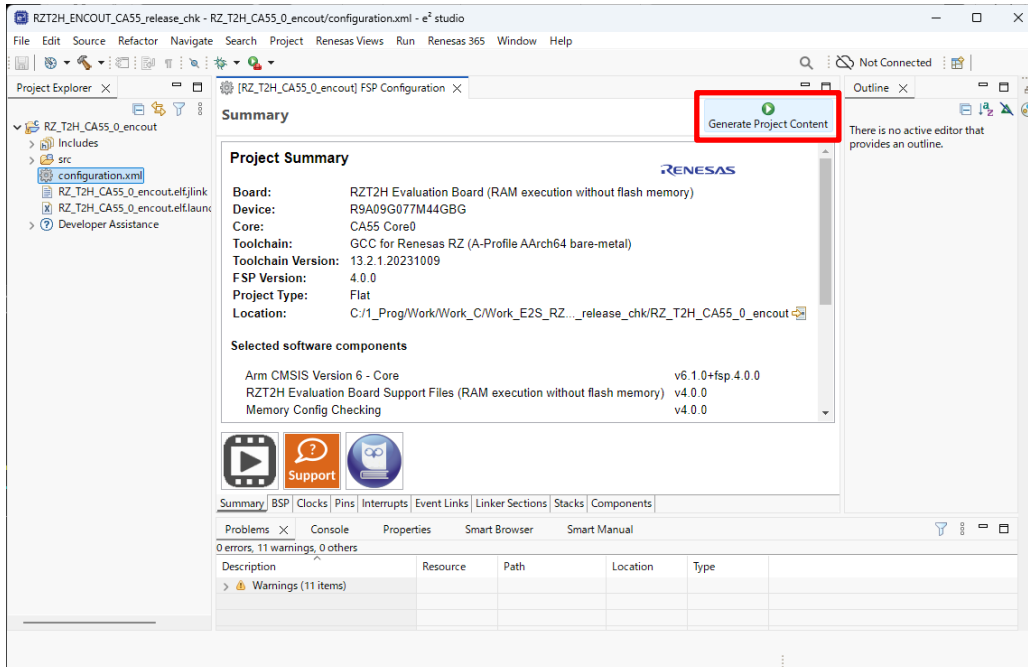 RZT2H_ENCOUT_CA55_release_chk - RZ_T2H_CA55_0_encout/configuration.xml - e² studio
File Edit Source Refactor Navigate Search Project Renesas Views Run Renesas 365 Window Help
Not Connected
Project Explorer
[RZ_T2H_CA55_0_encout] FSP Configuration
Outline
RZ_T2H_CA55_0_encout
Includes
src
configuration.xml
RZ_T2H_CA55_0_encout.elf.jlink
RZ_T2H_CA55_0_encout.elf.launc
Developer Assistance
Summary
Generate Project Content
There is no active editor that
provides an outline.
Project Summary
RENESAS
Board: RZT2H Evaluation Board (RAM execution without flash memory)
Device: R9A09G077M44GBG
Core: CA55 Core0
Toolchain: GCC for Renesas RZ (A-Profile AArch64 bare-metal)
Toolchain Version: 13.2.1.20231009
FSP Version: 4.0.0
Project Type: Flat
Location: C:/1_Prog/Work/Work_C/Work_E2S_RZ..._release_chk/RZ_T2H_CA55_0_encout
Selected software components
Arm CMSIS Version 6 - Core v6.1.0+fsp.4.0.0
RZT2H Evaluation Board Support Files (RAM execution without flash memory) v4.0.0
Memory Config Checking v4.0.0
Support
Summary BSP Clocks Pins Interrupts Event Links Linker Sections Stacks Components
Problems Console Properties Smart Browser Smart Manual
0 errors, 11 warnings, 0 others
Description Resource Path Location Type
Warnings (11 items)